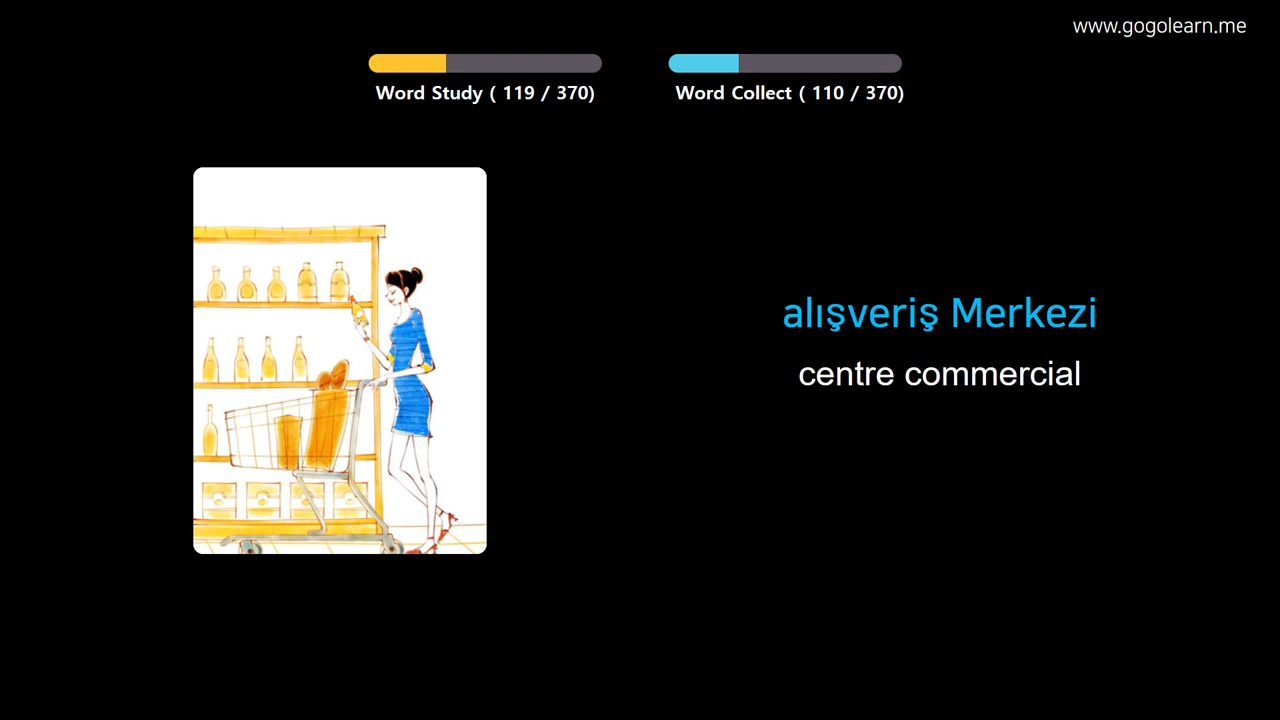 www.gogolearn.me
Word Study ( 119 / 370)
Word Collect ( 110 / 370)
alışveriş Merkezi
centre commercial